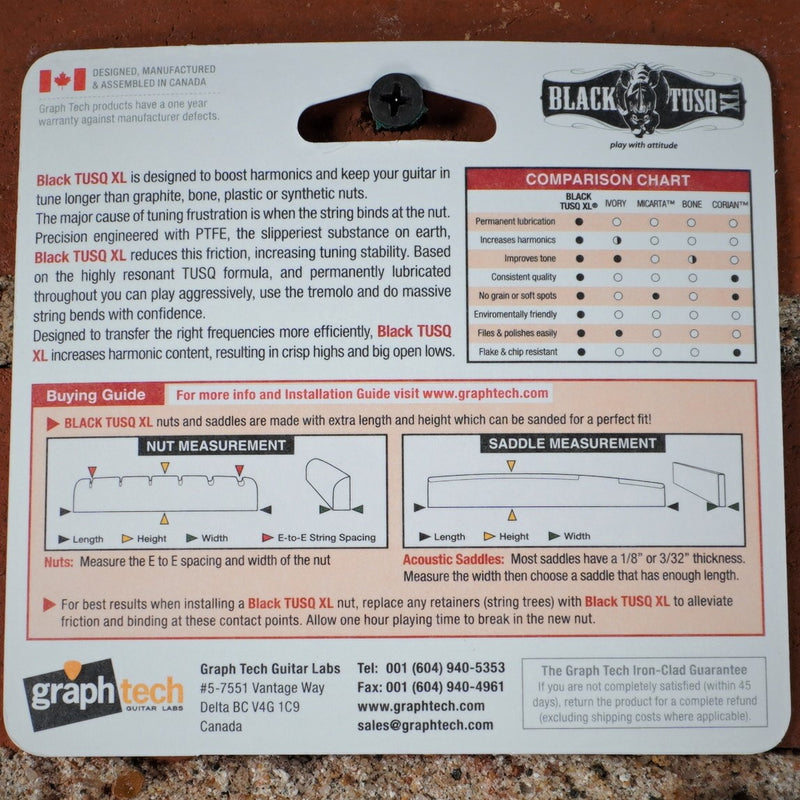 DESIGNED, MANUFACTURED
& ASSEMBLED IN CANADA
Graph Tech products have a one year
warranty against manufacturer defects.
BLACK TUSQ XL
play with attitude
Black TUSQ XL is designed to boost harmonics and keep your guitar in
tune longer than graphite, bone, plastic or synthetic nuts.
The major cause of tuning frustration is when the string binds at the nut.
Precision engineered with PTFE, the slipperiest substance on earth,
Black TUSQ XL reduces this friction, increasing tuning stability. Based
on the highly resonant TUSQ formula, and permanently lubricated
throughout you can play aggressively, use the tremolo and do massive
string bends with confidence.
Designed to transfer the right frequencies more efficiently, Black TUSQ
XL increases harmonic content, resulting in crisp highs and big open lows.
COMPARISON CHART
BLACK TUSQ XL® IVORY MICARTA™ BONE CORIAN™
Permanent lubrication
Increases harmonics
Improves tone
Consistent quality
No grain or soft spots
Enviromentally friendly
Files & polishes easily
Flake & chip resistant
Buying Guide For more info and Installation Guide visit www.graphtech.com
BLACK TUSQ XL nuts and saddles are made with extra length and height which can be sanded for a perfect fit!
NUT MEASUREMENT
Length Height Width E-to-E String Spacing
Nuts: Measure the E to E spacing and width of the nut
SADDLE MEASUREMENT
Length Height Width
Acoustic Saddles: Most saddles have a 1/8” or 3/32” thickness.
Measure the width then choose a saddle that has enough length.
For best results when installing a Black TUSQ XL nut, replace any retainers (string trees) with Black TUSQ XL to alleviate
friction and binding at these contact points. Allow one hour playing time to break in the new nut.
graphtech
GUITAR LABS
Graph Tech Guitar Labs
#5-7551 Vantage Way
Delta BC V4G 1C9
Canada
Tel: 001 (604) 940-5353
Fax: 001 (604) 940-4961
www.graphtech.com
sales@graphtech.com
The Graph Tech Iron-Clad Guarantee
If you are not completely satisfied (within 45
days), return the product for a complete refund
(excluding shipping costs where applicable).